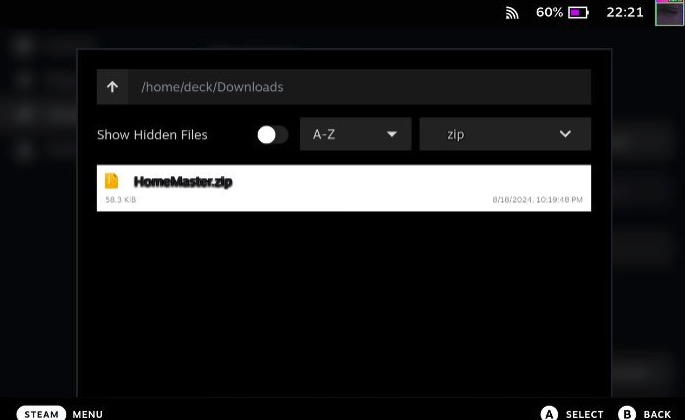 60% 22:21
/home/deck/Downloads
Show Hidden Files A-Z zip
HomeMaster.zip
58.3 KiB 8/18/2024, 10:19:48 PM
STEAM MENU A SELECT B BACK